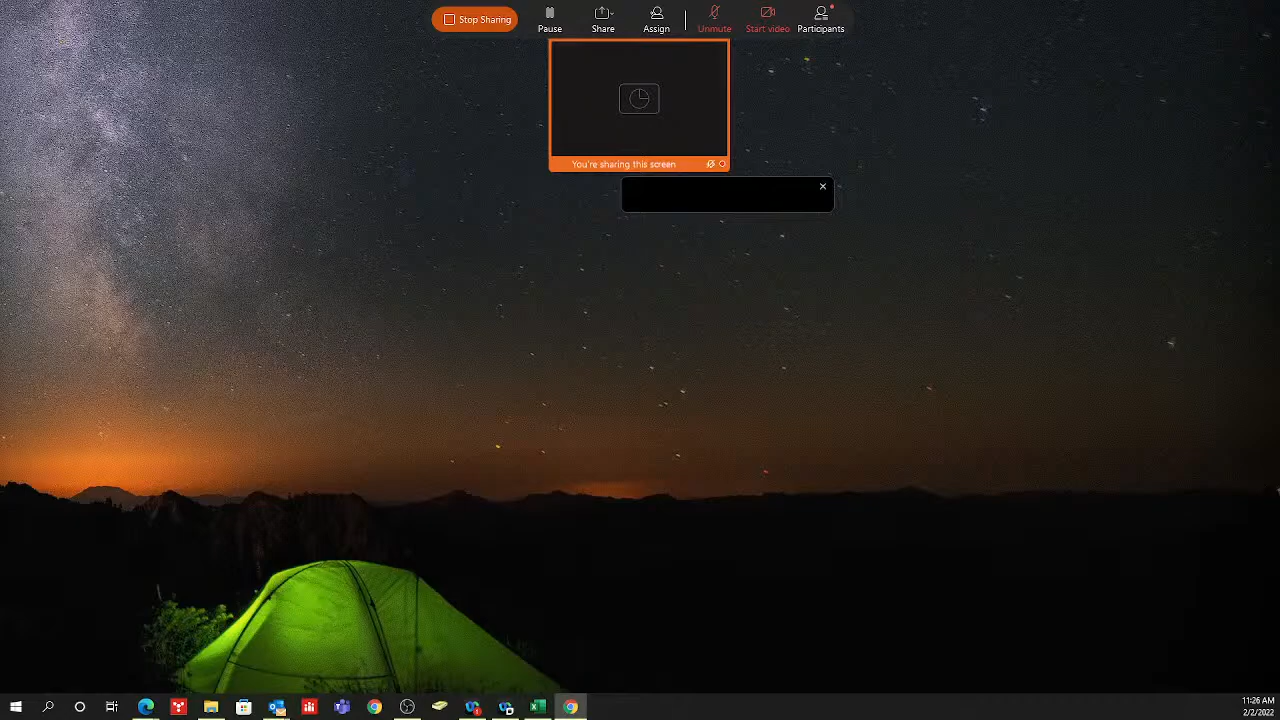 Stop Sharing
Pause
Share
Assign
Unmute
Start video
Participants
You're sharing this screen
11:26 AM
2/2/2022